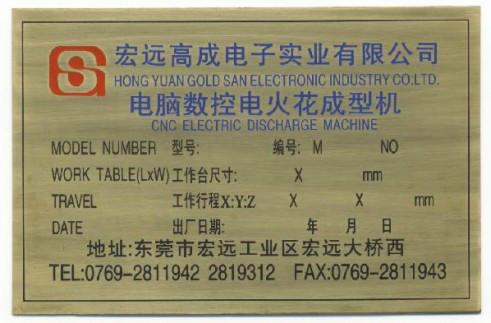 宏远高成电子实业有限公司
HONG YUAN GOLD SAN ELECTRONIC INDUSTRY CO.LTD.
电脑数控电火花成型机
CNC ELECTRIC DISCHARGE MACHINE
MODEL NUMBER 型号: 编号: M NO
WORK TABLE(LxW) 工作台尺寸: X mm
TRAVEL 工作行程X:Y:Z X X mm
DATE 出厂日期: 年 月 日
地址:东莞市宏远工业区宏远大桥西
TEL:0769-2811942 2819312 FAX:0769-2811943